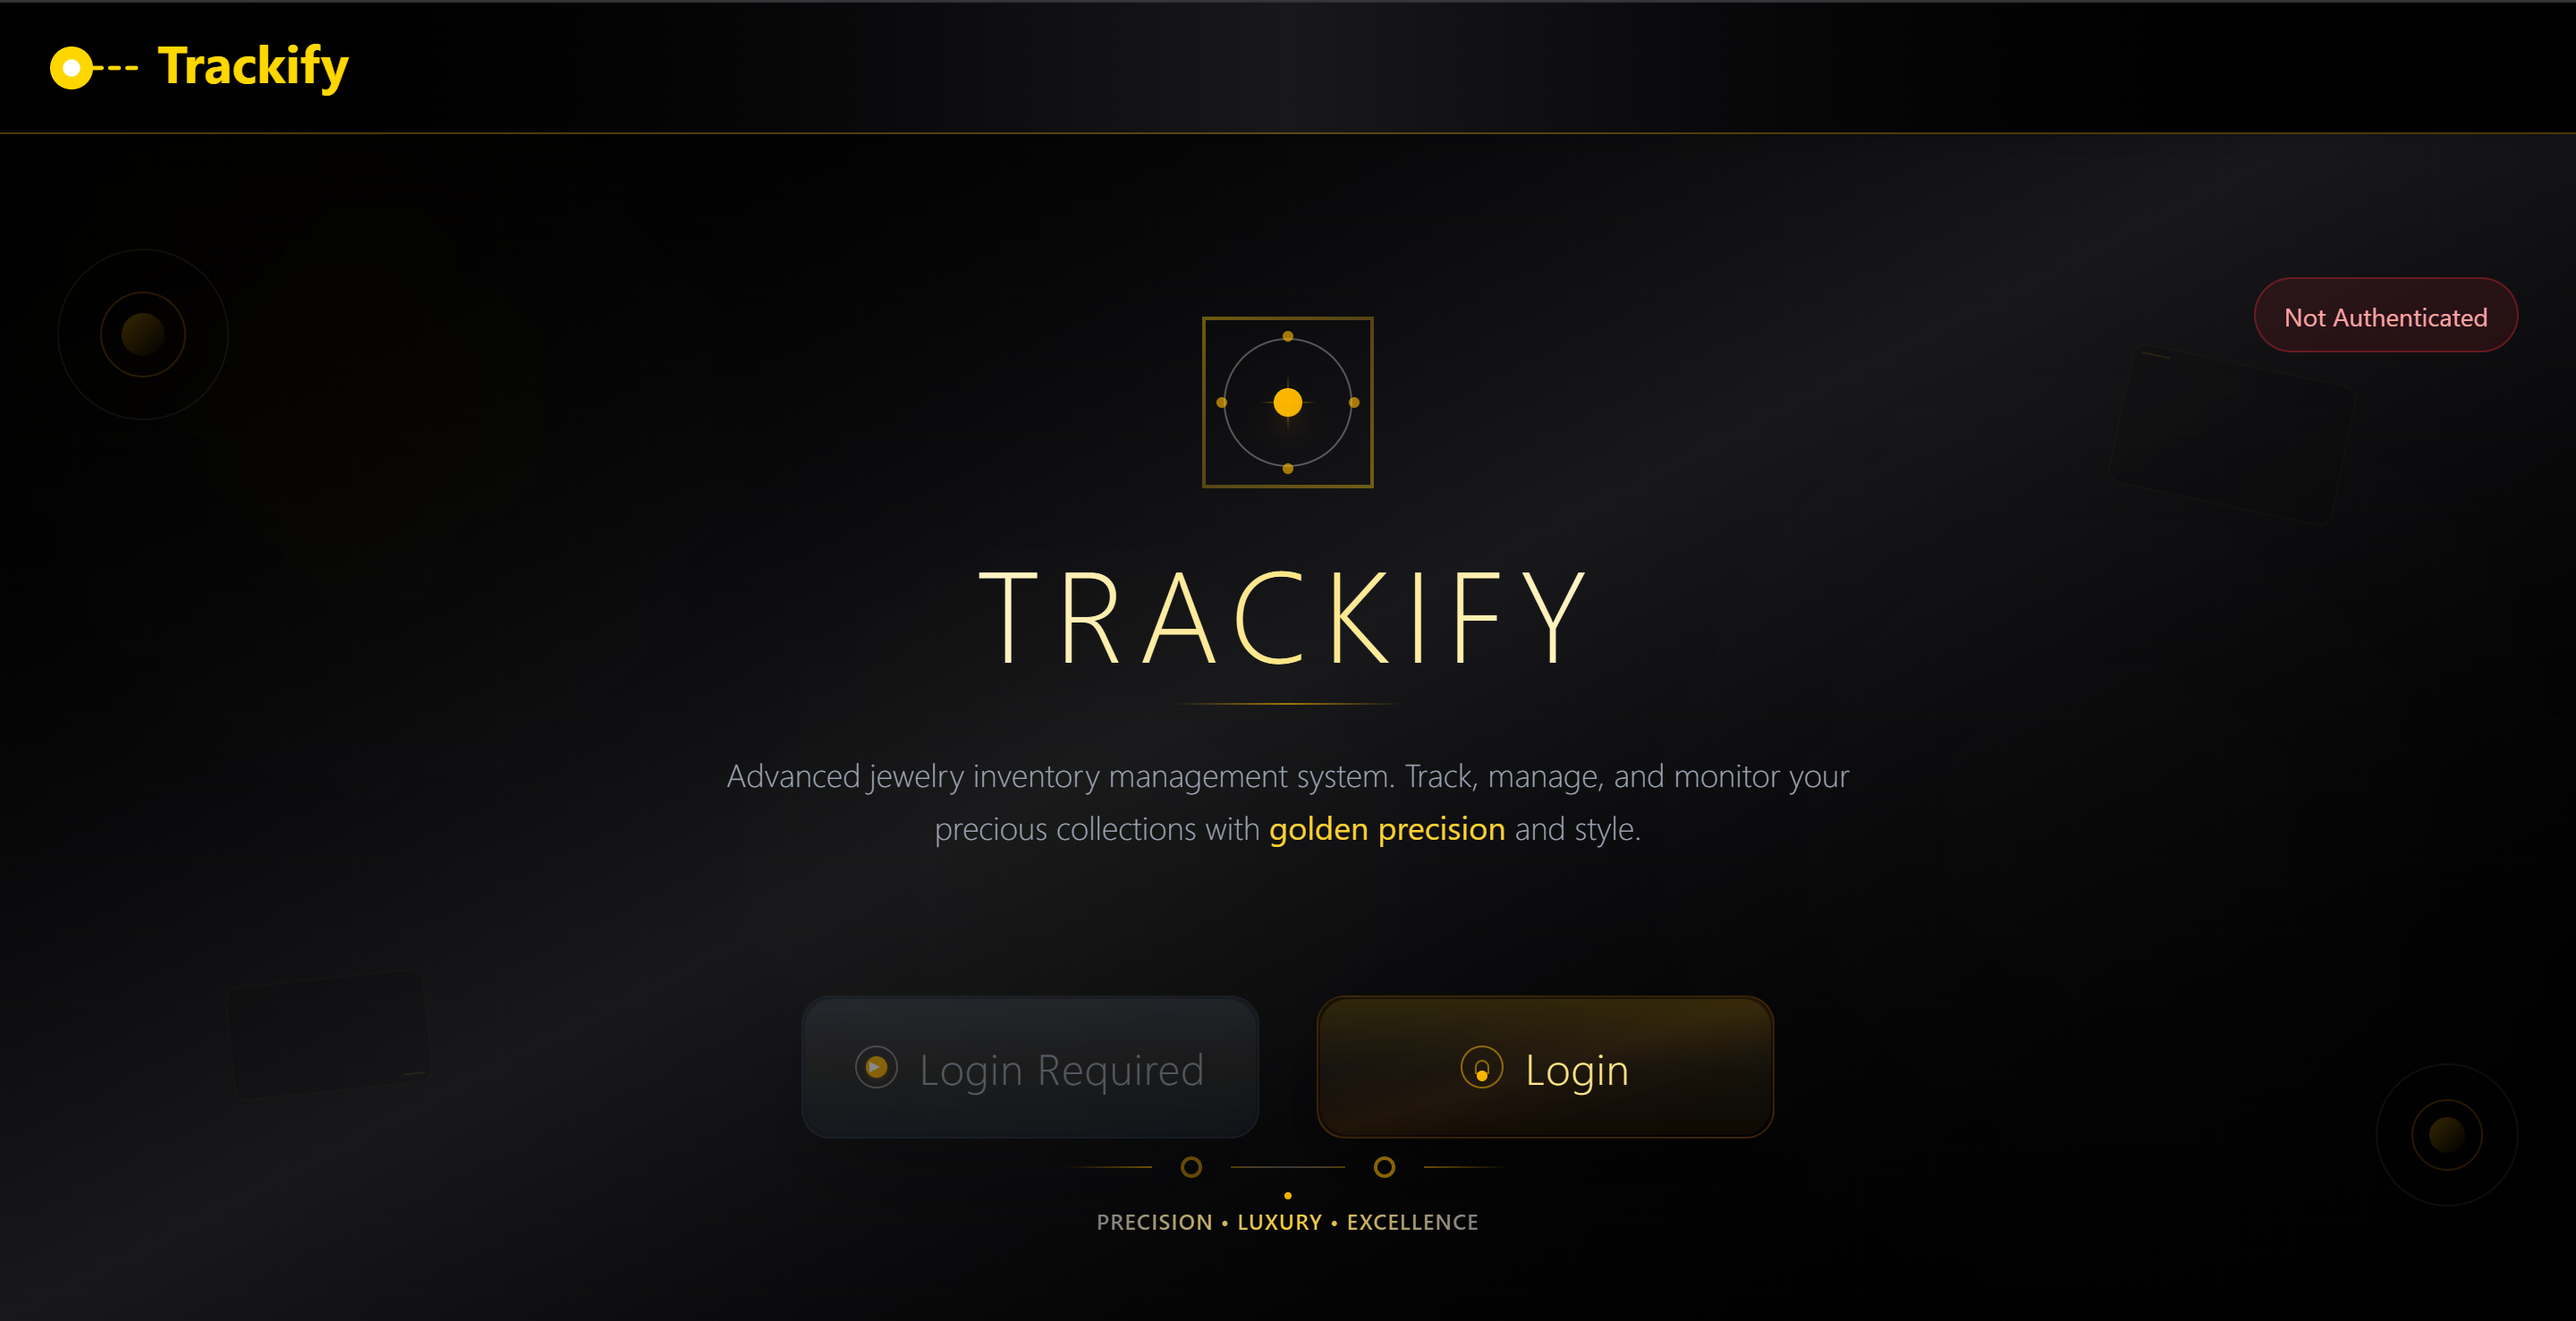 Trackify
Not Authenticated
TRACKIFY
Advanced jewelry inventory management system. Track, manage, and monitor your
precious collections with golden precision and style.
Login Required
Login
PRECISION • LUXURY • EXCELLENCE